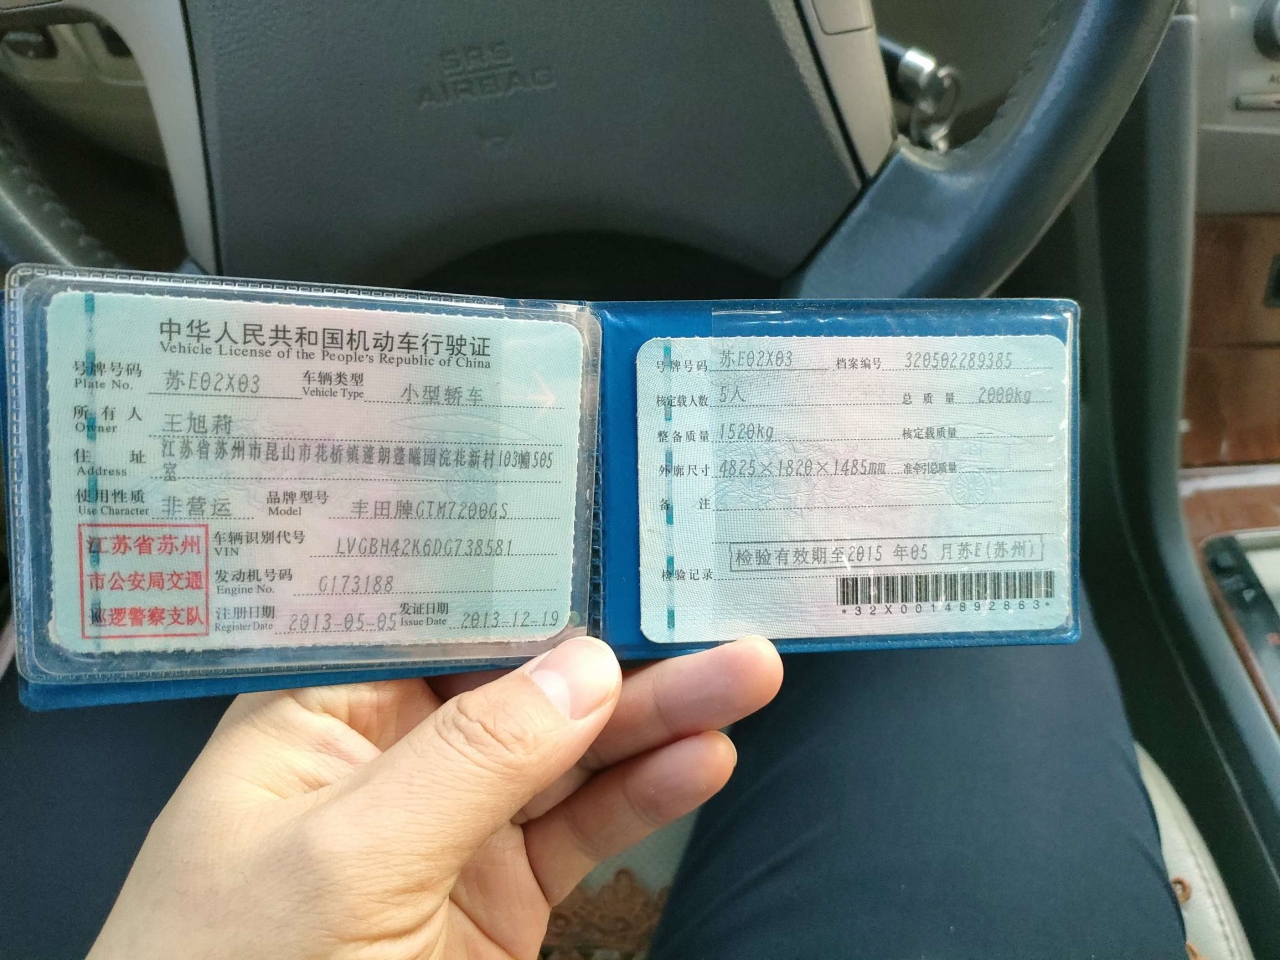 SRS
AIRBAG
中华人民共和国机动车行驶证
Vehicle License of the People's Republic of China
号牌号码 苏E02X03 车辆类型 小型轿车
Plate No. Vehicle Type
所有人 王旭莉
Owner
住址 江苏省苏州市昆山市花桥镇蓬朗蓬曦园浣花新村103幢505
Address 室
使用性质 非营运 品牌型号 丰田牌GTM7200GS
Use Character Model
江苏省苏州
市公安局交通
巡逻警察支队
车辆识别代号 LVGBH42K6DG738581
VIN
发动机号码 G173188
Engine No.
注册日期 2013-05-05 发证日期 2013-12-19
Register Date Issue Date
号牌号码 苏E02X03 档案编号 320502289385
核定载人数 5人 总质量 2000kg
整备质量 1520kg 核定载质量
外廓尺寸 4825×1820×1485mm 准牵引总质量
备注
检验有效期至2015 年05 月苏E(苏州)
检验记录
*32X0014892863*